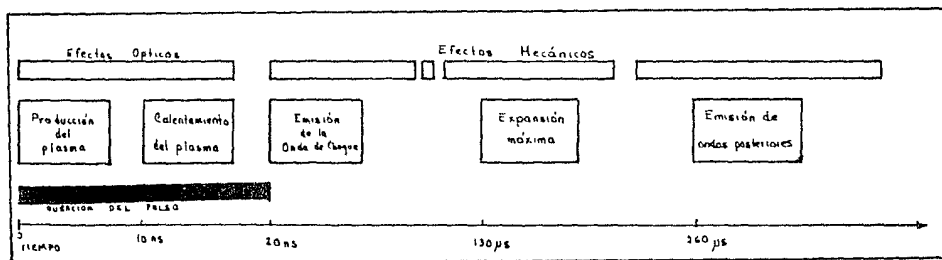 Efectos Opticos
Efectos Mecánicos
Producción
del
plasma
Calentamiento
del plasma
Emisión
de la
Onda de Choque
Expansión
máxima
Emisión de
ondas posteriores
DURACION DEL PULSO
0
TIEMPO
10 ns
20 ns
130 μs
260 μs